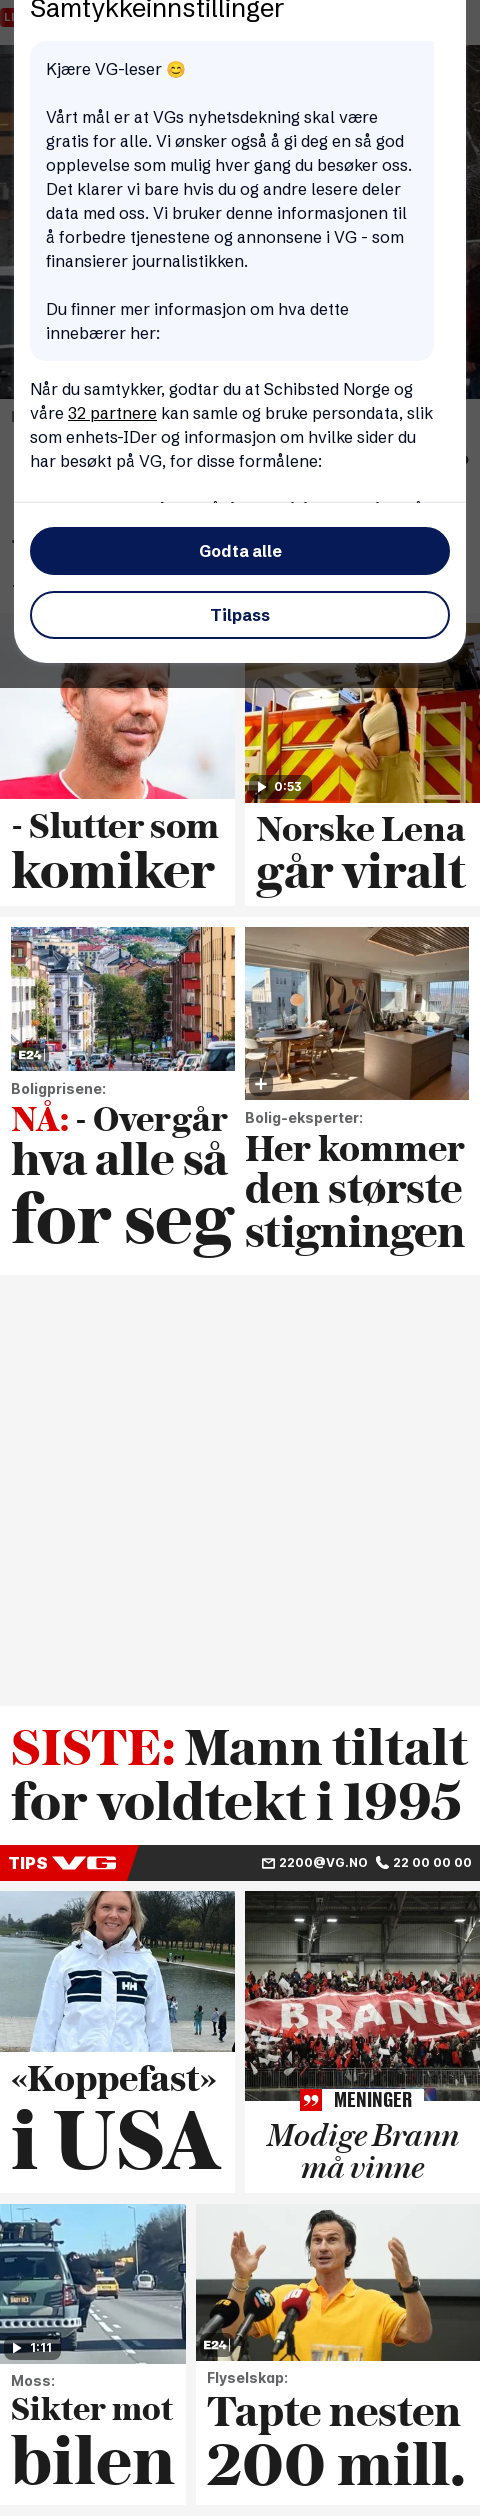 Samtykkeinnstillinger
Kjære VG-leser 😊
Vårt mål er at VGs nyhetsdekning skal være
gratis for alle. Vi ønsker også å gi deg en så god
opplevelse som mulig hver gang du besøker oss.
Det klarer vi bare hvis du og andre lesere deler
data med oss. Vi bruker denne informasjonen til
å forbedre tjenestene og annonsene i VG - som
finansierer journalistikken.
Du finner mer informasjon om hva dette
innebærer her:
Når du samtykker, godtar du at Schibsted Norge og
våre 32 partnere kan samle og bruke persondata, slik
som enhets-IDer og informasjon om hvilke sider du
har besøkt på VG, for disse formålene:
Godta alle
Tilpass
0:53
- Slutter som
komiker
Norske Lena
går viralt
E24
Boligprisene:
NÅ: - Overgår
hva alle så
for seg
Bolig-eksperter:
Her kommer
den største
stigningen
SISTE: Mann tiltalt
for voldtekt i 1995
TIPS VG
2200@VG.NO 22 00 00 00
HH
«Koppefast»
i USA
BRANN
MENINGER
Modige Brann
må vinne
1:11
Moss:
Sikter mot
bilen
E24
Flyselskap:
Tapte nesten
200 mill.